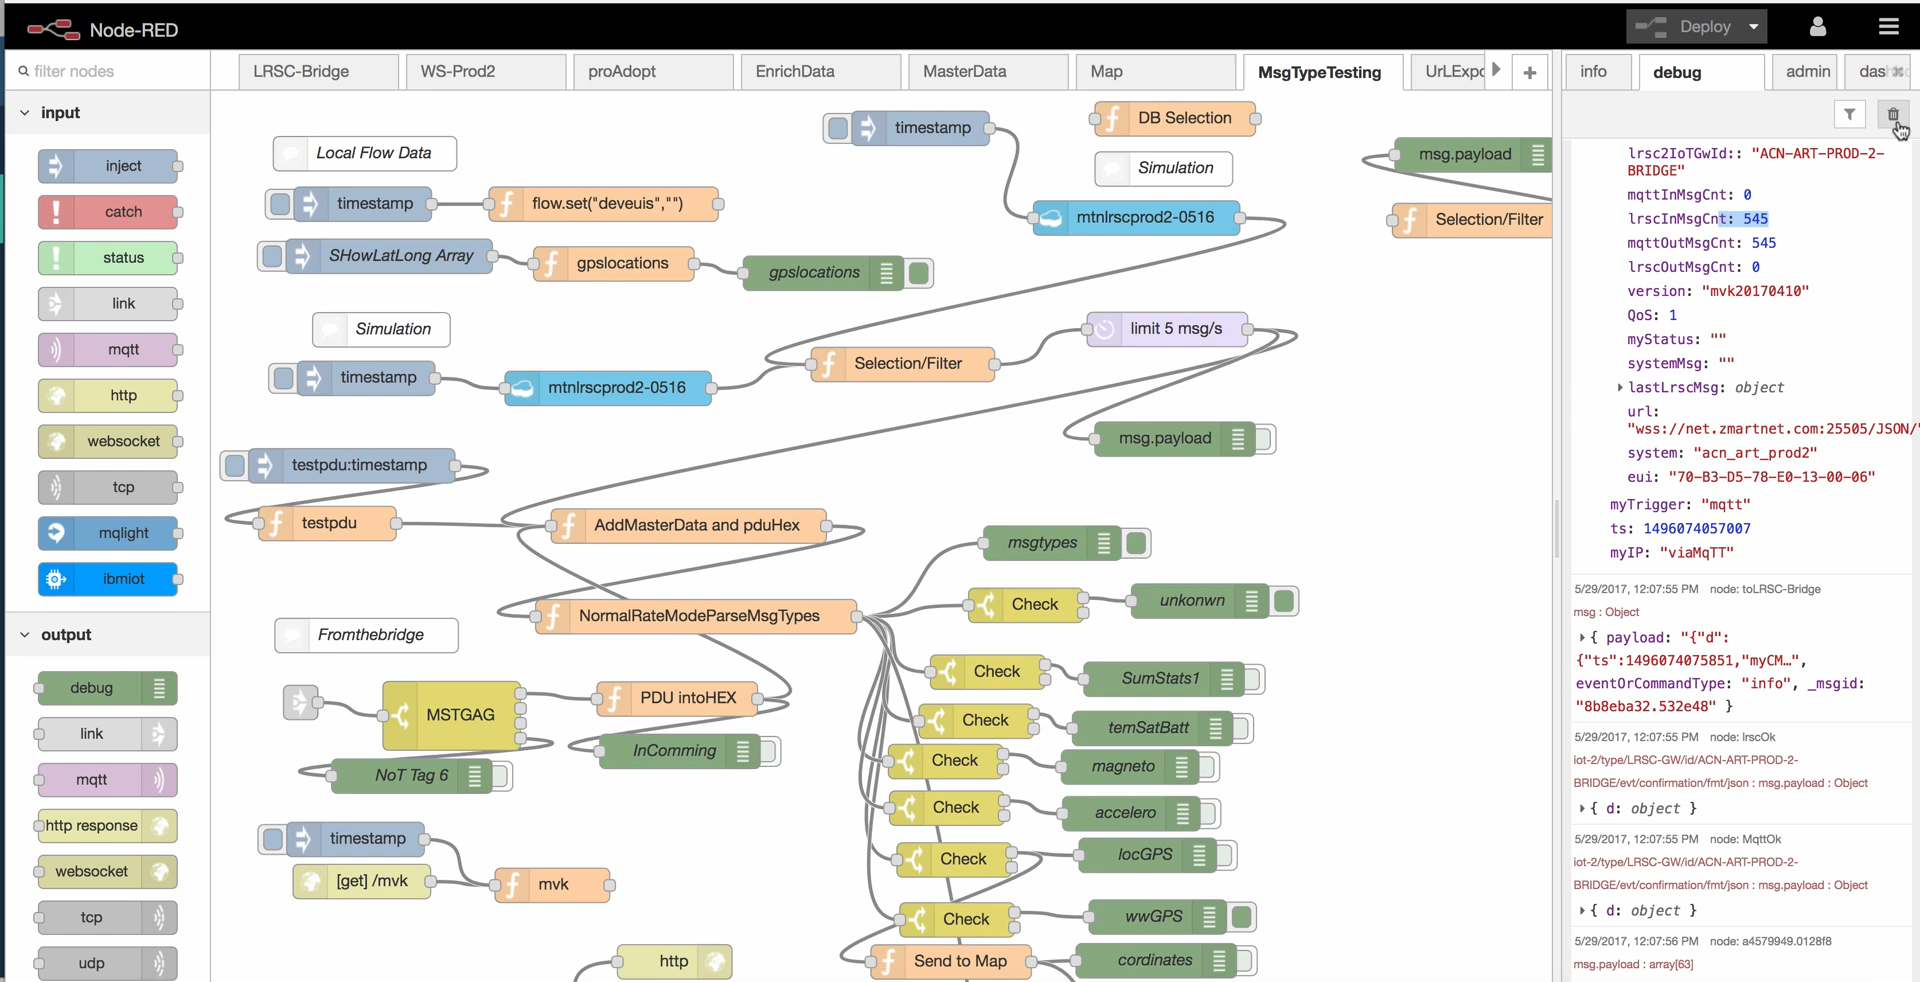 Node-RED
Deploy
filter nodes
LRSC-Bridge
WS-Prod2
proAdopt
EnrichData
MasterData
Map
MsgTypeTesting
UrLExpo
info
debug
admin
das
input
inject
catch
status
link
mqtt
http
websocket
tcp
mqlight
ibmiot
output
debug
link
mqtt
http response
websocket
tcp
udp
Local Flow Data
timestamp
flow.set("deveuis","")
SHowLatLong Array
gpslocations
gpslocations
Simulation
timestamp
mtnlrscprod2-0516
timestamp
DB Selection
Simulation
mtnlrscprod2-0516
msg.payload
Selection/Filter
Selection/Filter
limit 5 msg/s
msg.payload
testpdu:timestamp
testpdu
AddMasterData and pduHex
NormalRateModeParseMsgTypes
msgtypes
Check
unkonwn
Fromthebridge
MSTGAG
PDU intoHEX
InComming
NoT Tag 6
Check
SumStats1
Check
temSatBatt
Check
magneto
Check
accelero
Check
locGPS
Check
wwGPS
timestamp
[get] /mvk
mvk
http
Send to Map
cordinates
lrsc2IoTGwId:: "ACN-ART-PROD-2-
BRIDGE"
mqttInMsgCnt: 0
lrscInMsgCnt: 545
mqttOutMsgCnt: 545
lrscOutMsgCnt: 0
version: "mvk20170410"
QoS: 1
myStatus: ""
systemMsg: ""
lastLrscMsg: object
url:
"wss://net.zmartnet.com:25505/JSON/"
system: "acn_art_prod2"
eui: "70-B3-D5-78-E0-13-00-06"
myTrigger: "mqtt"
ts: 1496074057007
myIP: "viaMqTT"
5/29/2017, 12:07:55 PM node: toLRSC-Bridge
msg : Object
{ payload: "{"d":
{"ts":1496074075851,"myCM…",
eventOrCommandType: "info", _msgid:
"8b8eba32.532e48" }
5/29/2017, 12:07:55 PM node: lrscOk
iot-2/type/LRSC-GW/id/ACN-ART-PROD-2-
BRIDGE/evt/confirmation/fmt/json : msg.payload : Object
{ d: object }
5/29/2017, 12:07:55 PM node: MqttOk
iot-2/type/LRSC-GW/id/ACN-ART-PROD-2-
BRIDGE/evt/confirmation/fmt/json : msg.payload : Object
{ d: object }
5/29/2017, 12:07:56 PM node: a4579949.0128f8
msg.payload : array[63]